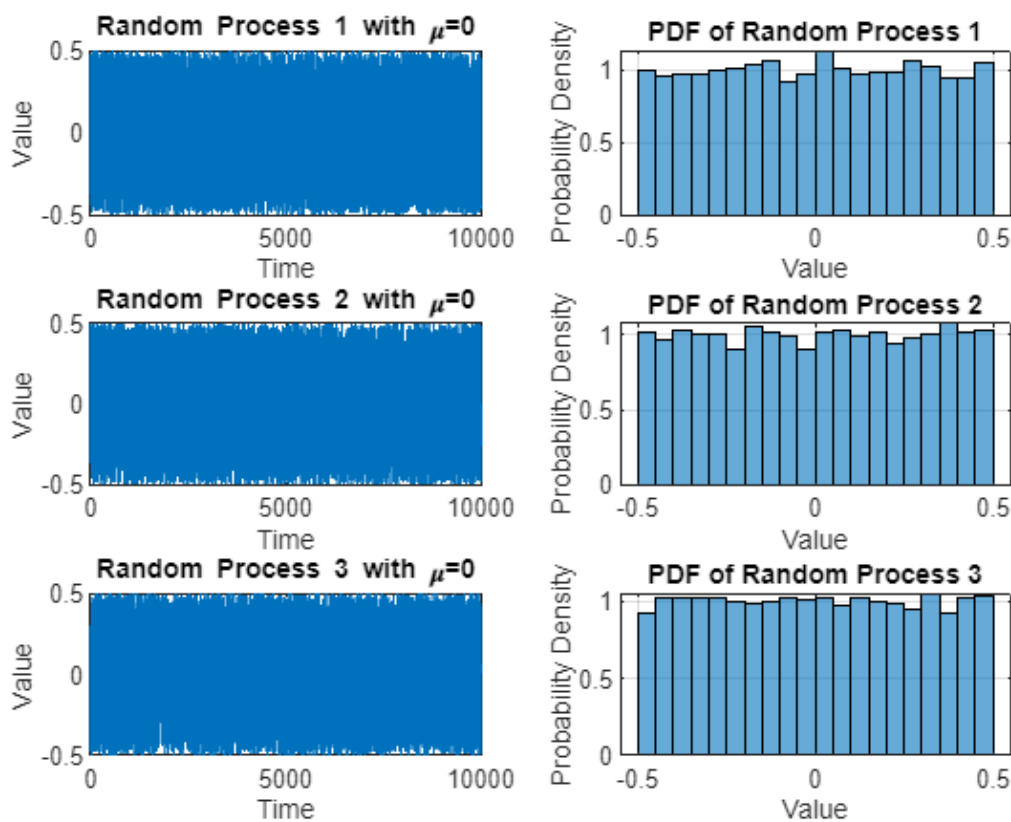 Random Process 1 with μ=0
0.5
0
-0.5
Value
0
5000
10000
Time
PDF of Random Process 1
1
0.5
0
Probability Density
-0.5
0
0.5
Value
Random Process 2 with μ=0
0.5
0
-0.5
Value
0
5000
10000
Time
PDF of Random Process 2
1
0.5
0
Probability Density
-0.5
0
0.5
Value
Random Process 3 with μ=0
0.5
0
-0.5
Value
0
5000
10000
Time
PDF of Random Process 3
1
0.5
0
Probability Density
-0.5
0
0.5
Value